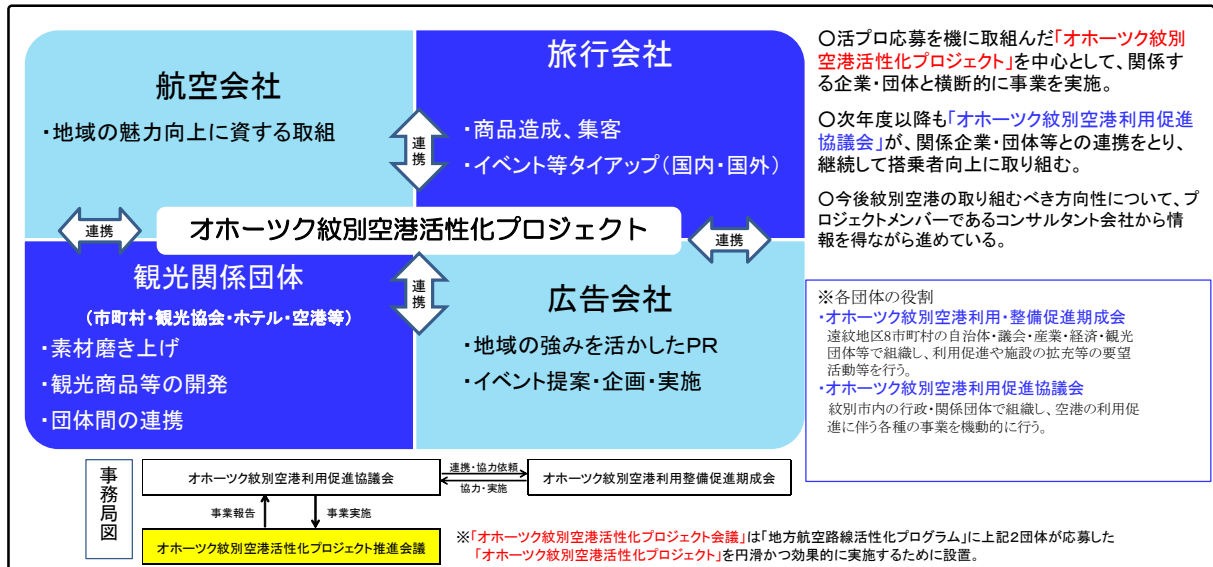 航空会社
・地域の魅力向上に資する取組
旅行会社
・商品造成、集客
・イベント等タイアップ（国内・国外）
連携
連携
オホーツク紋別空港活性化プロジェクト
連携
連携
観光関係団体
（市町村・観光協会・ホテル・空港等）
・素材磨き上げ
・観光商品等の開発
・団体間の連携
広告会社
・地域の強みを活かしたPR
・イベント提案・企画・実施
〇活プロ応募を機に取組んだ「オホーツク紋別
空港活性化プロジェクト」を中心として、関係す
る企業・団体と横断的に事業を実施。
〇次年度以降も「オホーツク紋別空港利用促進
協議会」が、関係企業・団体等との連携をとり、
継続して搭乗者向上に取り組む。
〇今後紋別空港の取り組むべき方向性について、プ
ロジェクトメンバーであるコンサルタント会社から情
報を得ながら進めている。
※各団体の役割
・オホーツク紋別空港利用・整備促進期成会
遠紋地区8市町村の自治体・議会・産業・経済・観光
団体等で組織し、利用促進や施設の拡充等の要望
活動等を行う。
・オホーツク紋別空港利用促進協議会
紋別市内の行政・関係団体で組織し、空港の利用促
進に伴う各種の事業を機動的に行う。
事務局図
オホーツク紋別空港利用促進協議会
連携・協力依頼
協力・実施
オホーツク紋別空港利用整備促進期成会
事業報告
事業実施
オホーツク紋別空港活性化プロジェクト推進会議
※「オホーツク紋別空港活性化プロジェクト会議」は「地方航空路線活性化プログラム」に上記２団体が応募した
「オホーツク紋別空港活性化プロジェクト」を円滑かつ効果的に実施するために設置。